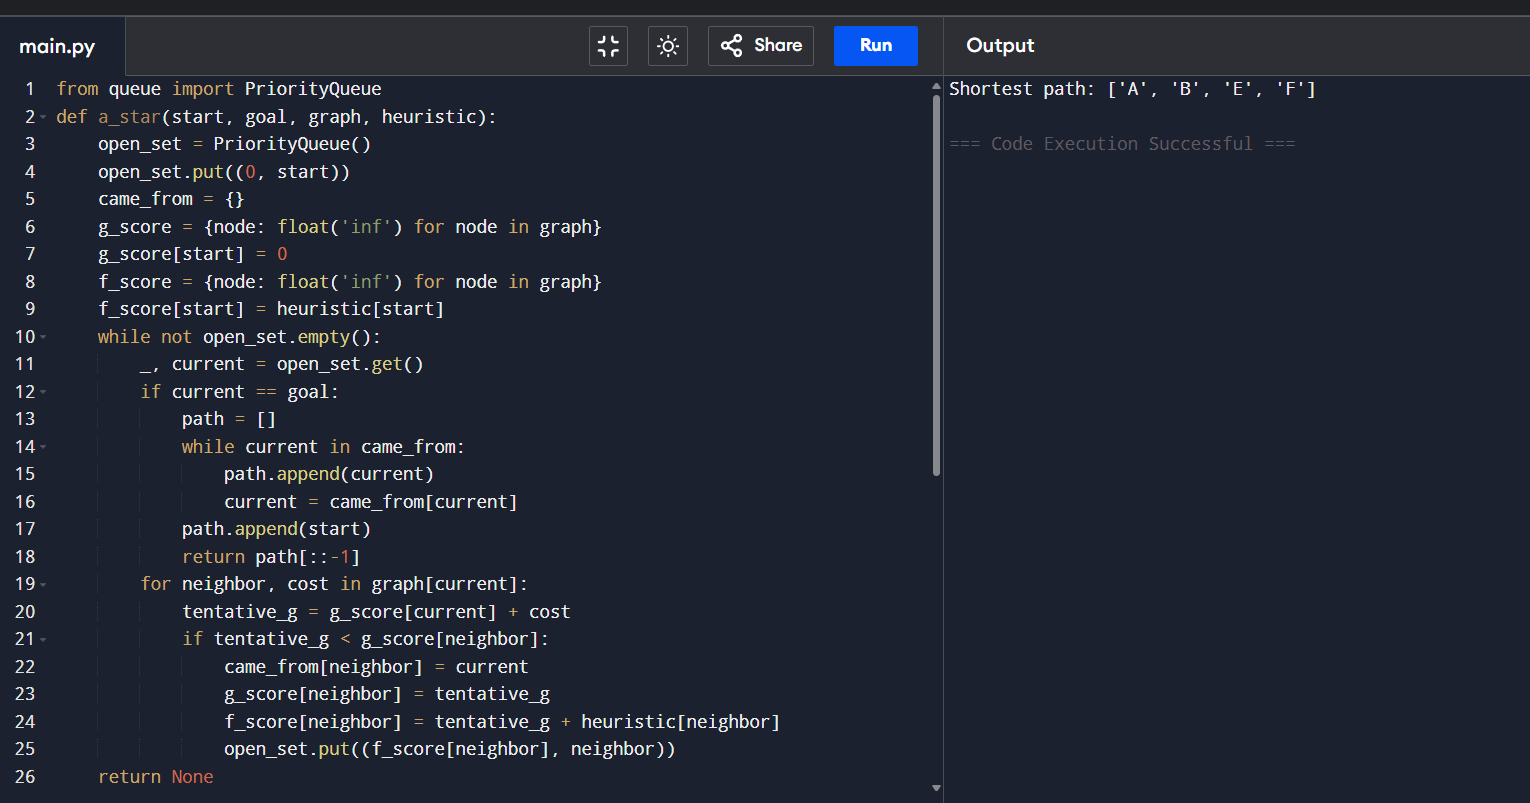 main.py
Share
Run
Output
1 from queue import PriorityQueue
2 def a_star(start, goal, graph, heuristic):
3     open_set = PriorityQueue()
4     open_set.put((0, start))
5     came_from = {}
6     g_score = {node: float('inf') for node in graph}
7     g_score[start] = 0
8     f_score = {node: float('inf') for node in graph}
9     f_score[start] = heuristic[start]
10     while not open_set.empty():
11         _, current = open_set.get()
12         if current == goal:
13             path = []
14             while current in came_from:
15                 path.append(current)
16                 current = came_from[current]
17             path.append(start)
18             return path[::-1]
19         for neighbor, cost in graph[current]:
20             tentative_g = g_score[current] + cost
21             if tentative_g < g_score[neighbor]:
22                 came_from[neighbor] = current
23                 g_score[neighbor] = tentative_g
24                 f_score[neighbor] = tentative_g + heuristic[neighbor]
25                 open_set.put((f_score[neighbor], neighbor))
26     return None
Shortest path: ['A', 'B', 'E', 'F']
=== Code Execution Successful ===